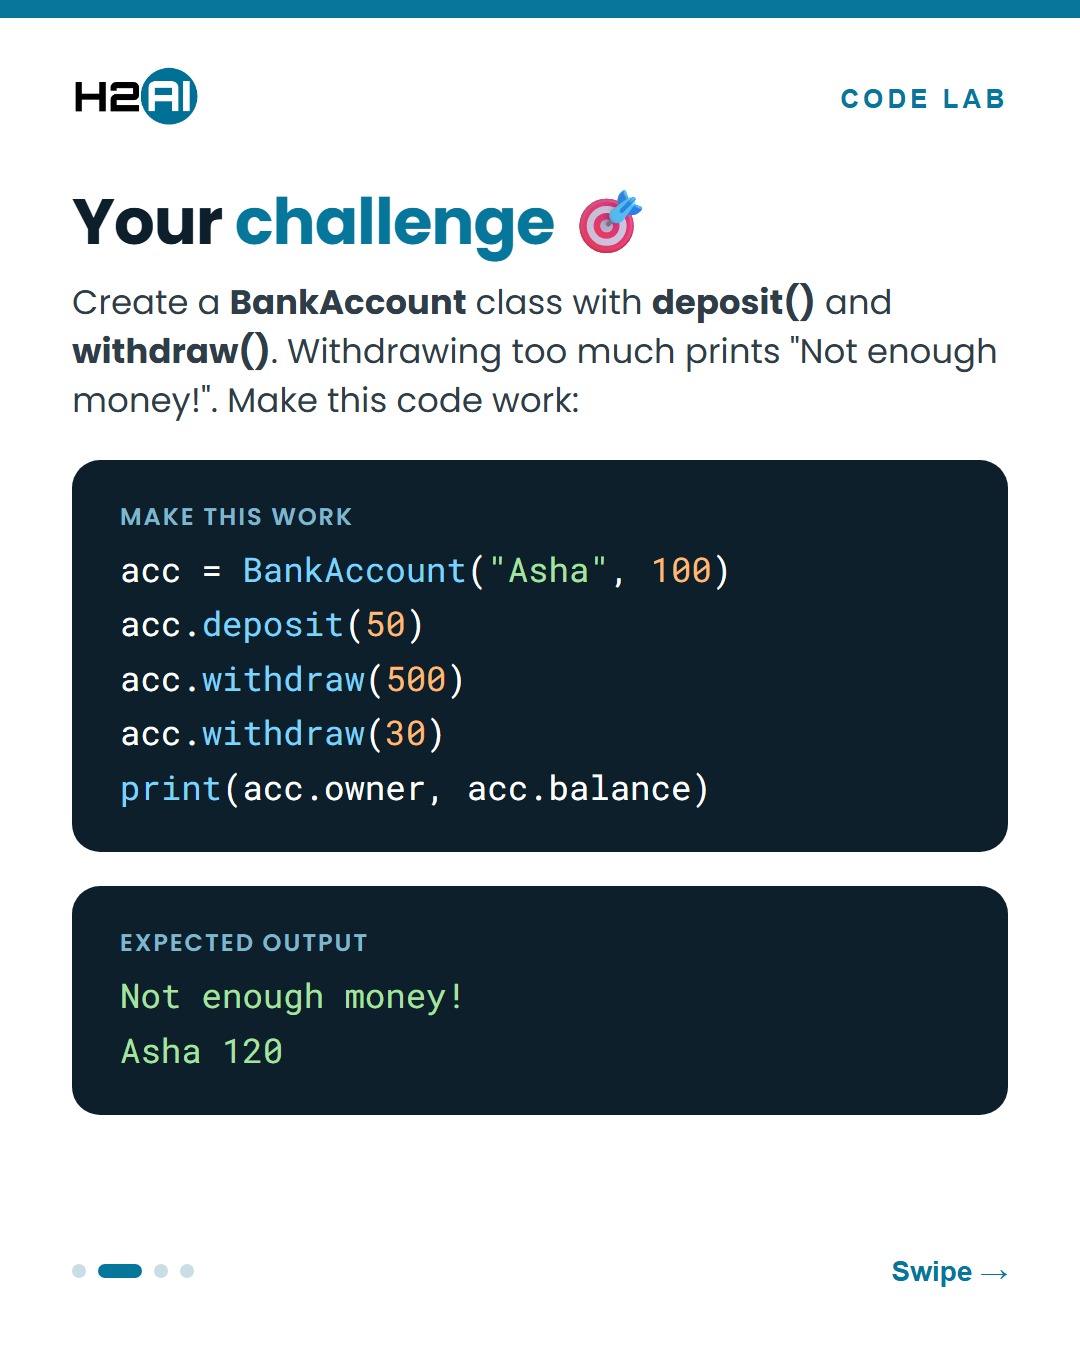 H2AI
CODE LAB
Your challenge 🎯
Create a BankAccount class with deposit() and
withdraw(). Withdrawing too much prints "Not enough
money!". Make this code work:
MAKE THIS WORK
acc = BankAccount("Asha", 100)
acc.deposit(50)
acc.withdraw(500)
acc.withdraw(30)
print(acc.owner, acc.balance)
EXPECTED OUTPUT
Not enough money!
Asha 120
Swipe →